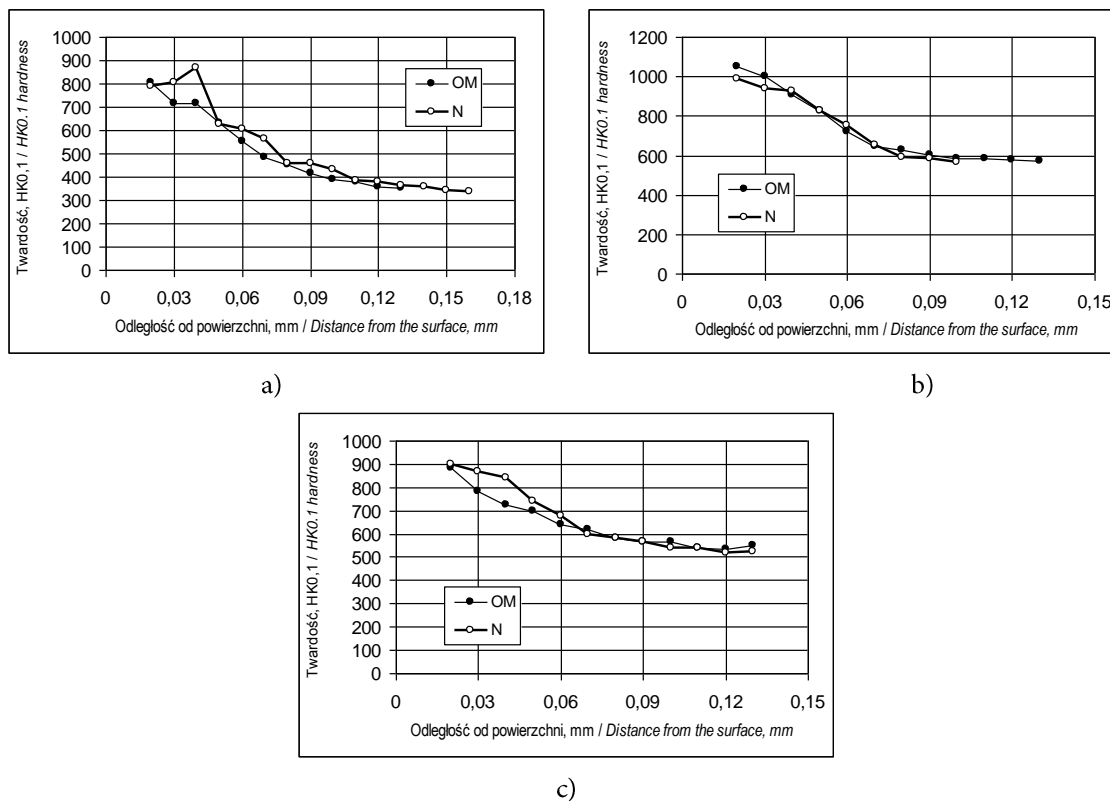 Twardość, HK0,1 / HK0.1 hardness
1000
900
800
700
600
500
400
300
200
100
0
OM
N
0 0,03 0,06 0,09 0,12 0,15 0,18
Odległość od powierzchni, mm / Distance from the surface, mm
a)
Twardość, HK0,1 / HK0.1 hardness
1200
1000
800
600
400
200
0
OM
N
0 0,03 0,06 0,09 0,12 0,15
Odległość od powierzchni, mm / Distance from the surface, mm
b)
Twardość, HK0,1 / HK0.1 hardness
1000
900
800
700
600
500
400
300
200
100
0
OM
N
0 0,03 0,06 0,09 0,12 0,15
Odległość od powierzchni, mm / Distance from the surface, mm
c)